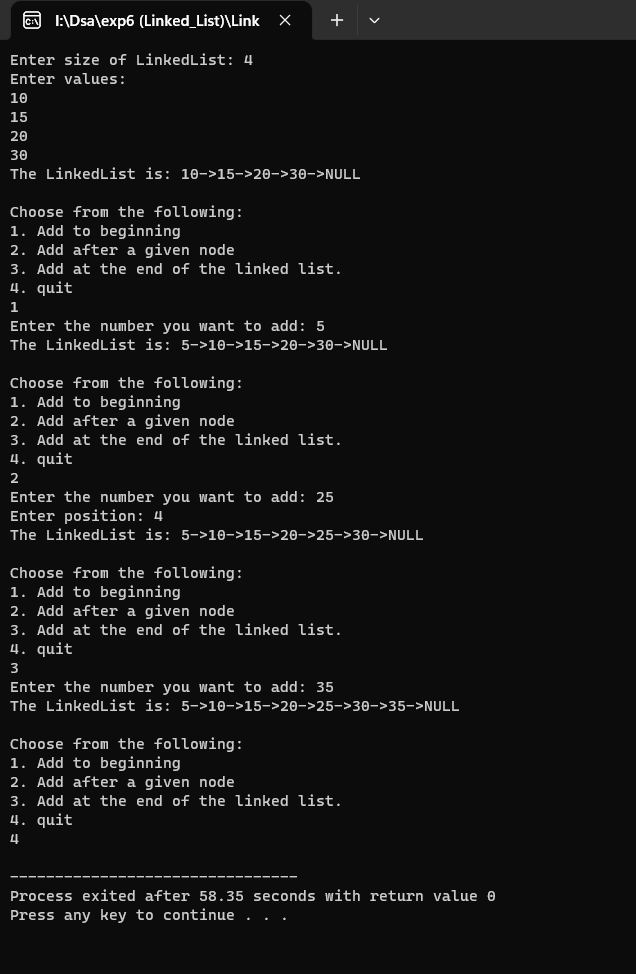 I:\Dsa\exp6 (Linked_List)\Link
Enter size of LinkedList: 4
Enter values:
10
15
20
30
The LinkedList is: 10->15->20->30->NULL
Choose from the following:
1. Add to beginning
2. Add after a given node
3. Add at the end of the linked list.
4. quit
1
Enter the number you want to add: 5
The LinkedList is: 5->10->15->20->30->NULL
Choose from the following:
1. Add to beginning
2. Add after a given node
3. Add at the end of the linked list.
4. quit
2
Enter the number you want to add: 25
Enter position: 4
The LinkedList is: 5->10->15->20->25->30->NULL
Choose from the following:
1. Add to beginning
2. Add after a given node
3. Add at the end of the linked list.
4. quit
3
Enter the number you want to add: 35
The LinkedList is: 5->10->15->20->25->30->35->NULL
Choose from the following:
1. Add to beginning
2. Add after a given node
3. Add at the end of the linked list.
4. quit
4
--------------------------------
Process exited after 58.35 seconds with return value 0
Press any key to continue . . .